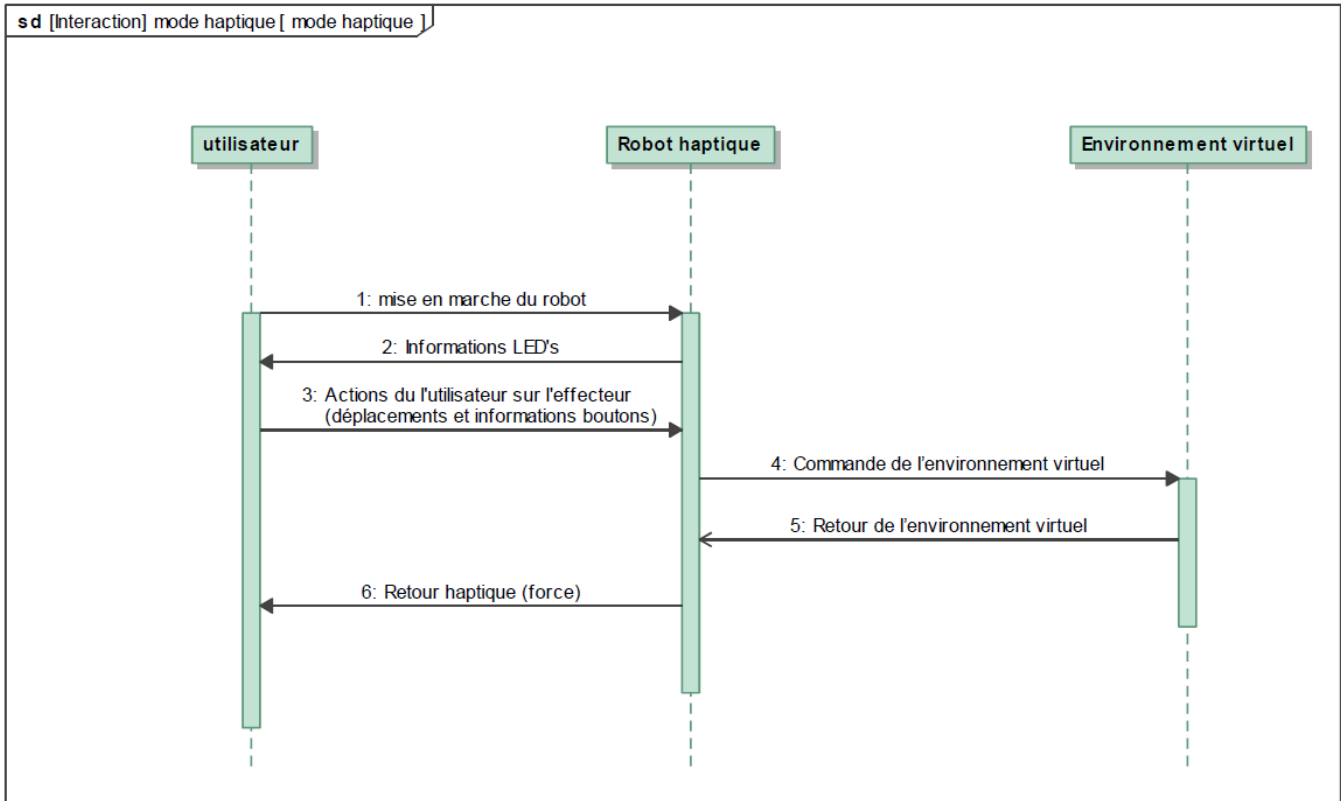 sd [Interaction] mode haptique [ mode haptique ]
utilisateur
Robot haptique
Environnement virtuel
1: mise en marche du robot
2: Informations LED's
3: Actions du l'utilisateur sur l'effecteur
(déplacements et informations boutons)
4: Commande de l’environnement virtuel
5: Retour de l’environnement virtuel
6: Retour haptique (force)